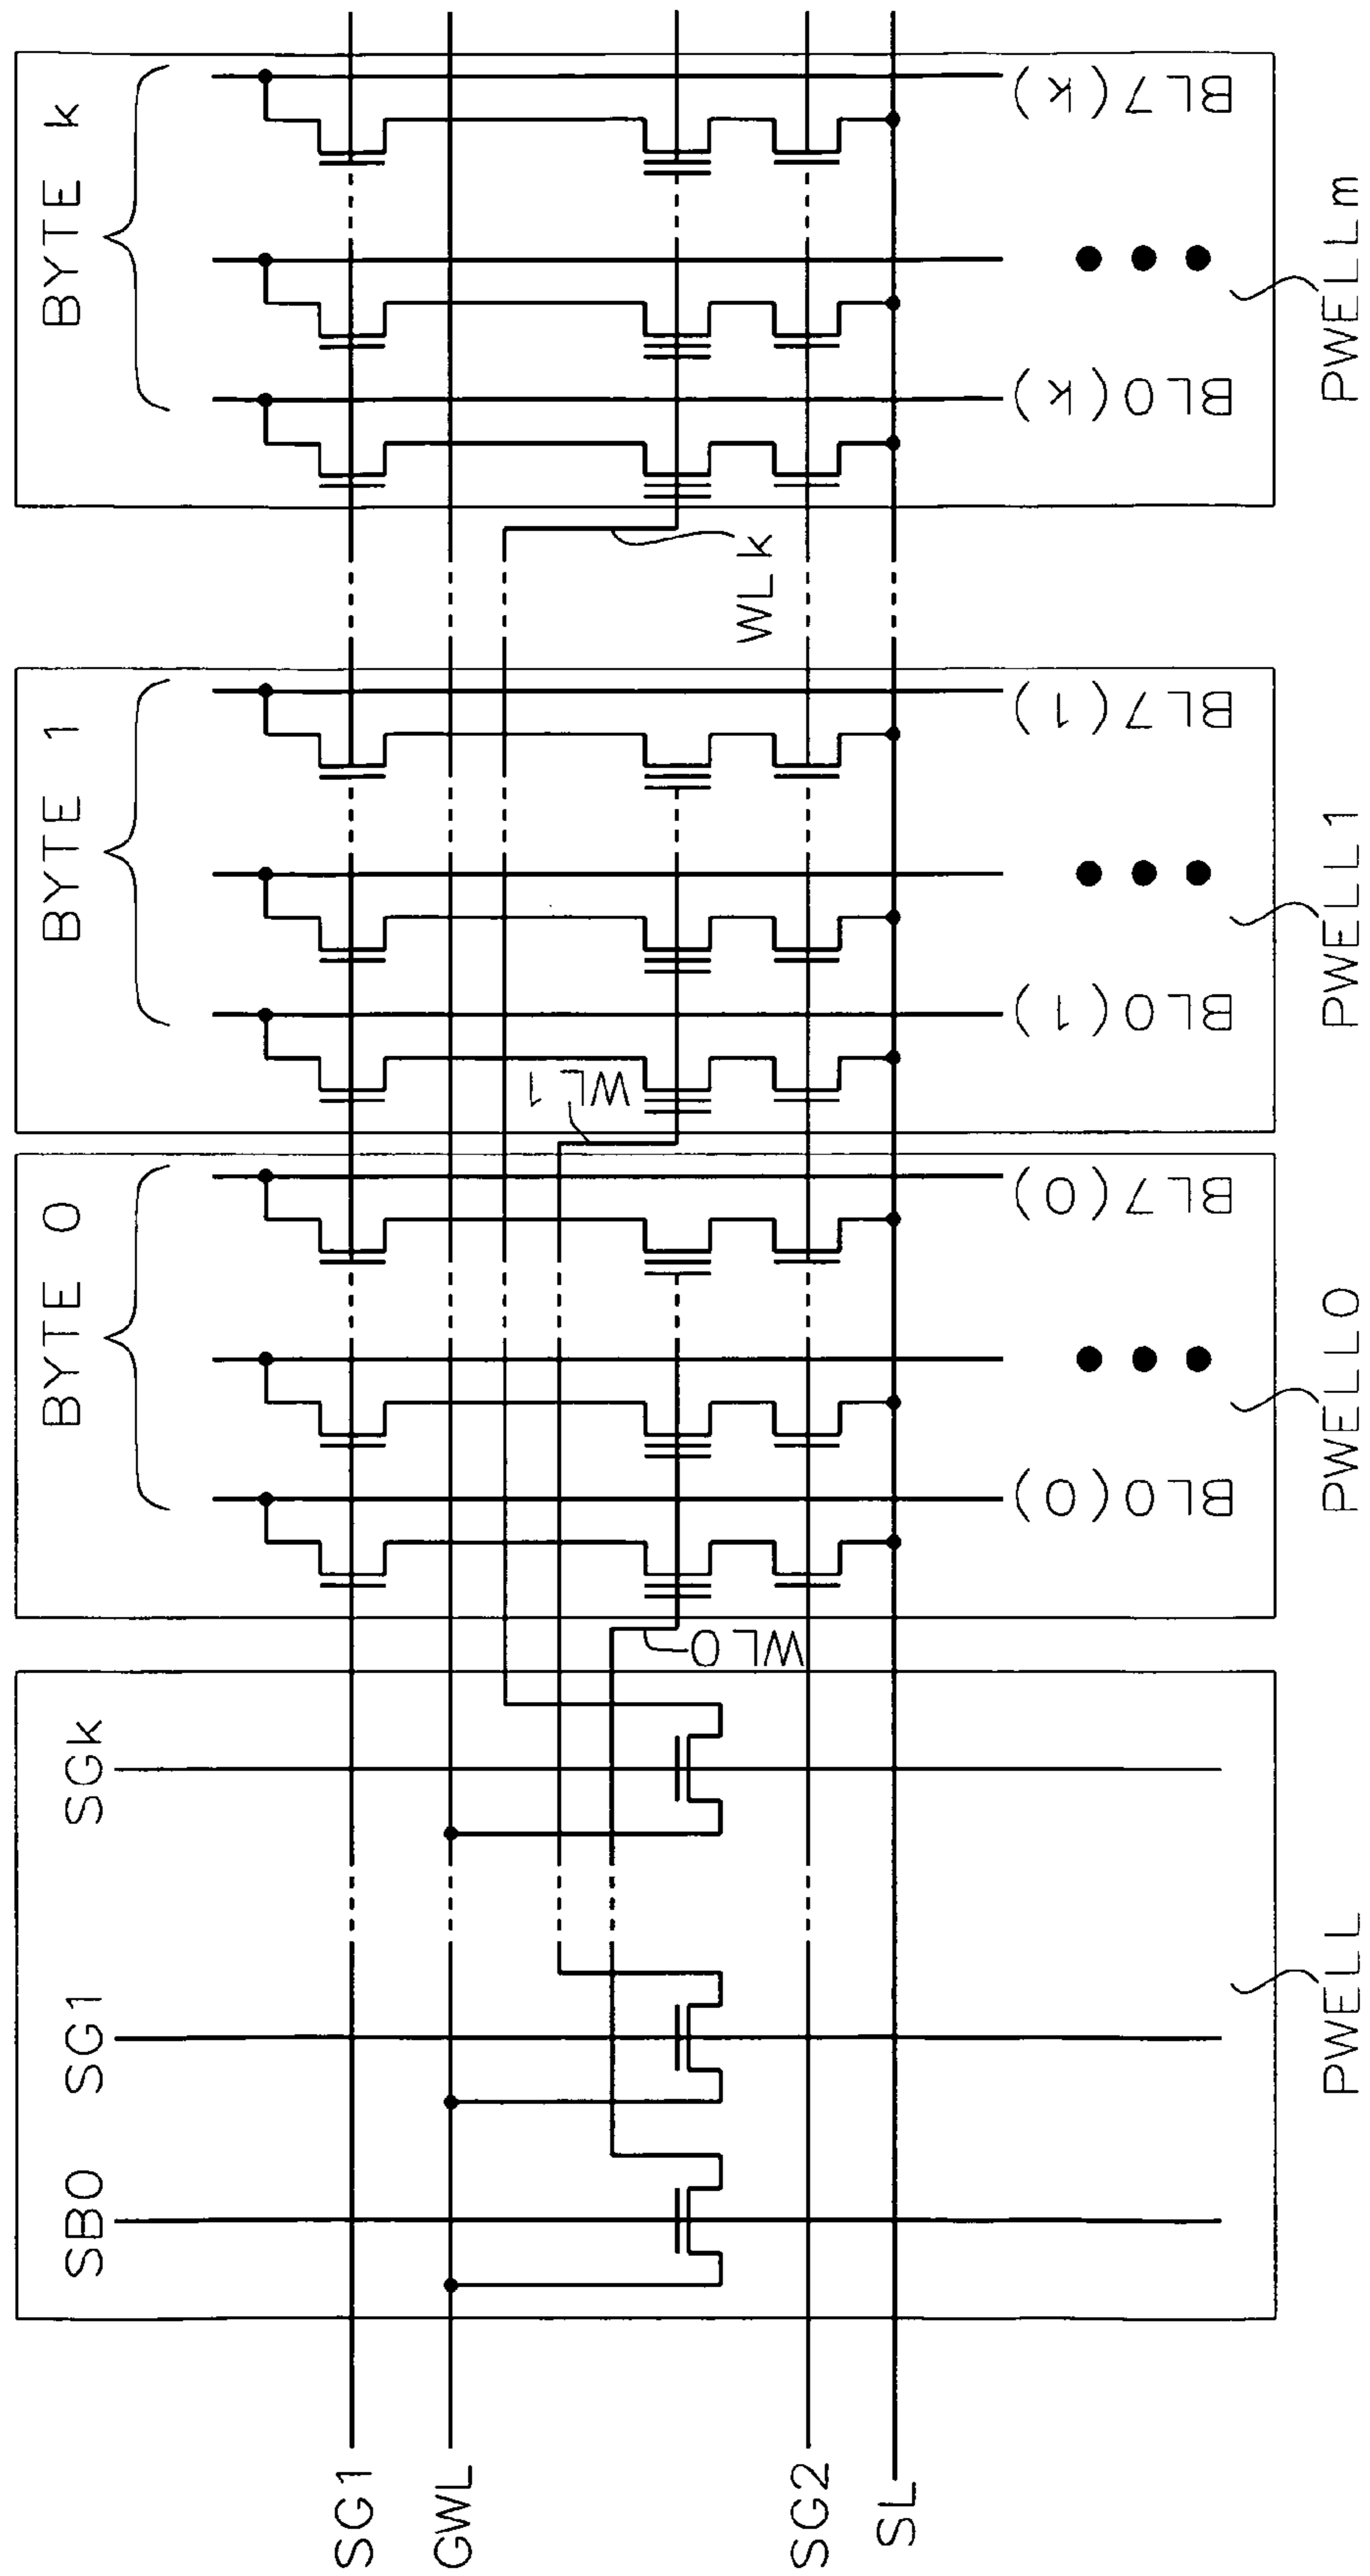 SB0
SG1
SGk
BYTE 0
BYTE 1
BYTE k
SG1
GWL
SG2
SL
WL0
WL1
WLk
BL0(0)
BL7(0)
BL0(1)
BL7(1)
BL0(k)
BL7(k)
PWELL
PWELL0
PWELL1
PWELLm